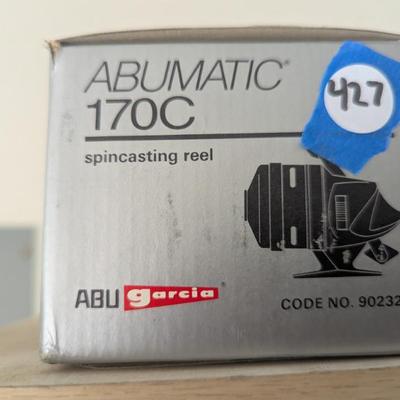 ABUMATIC®
170C
427
spincasting reel
ABU garcia
CODE NO. 90232